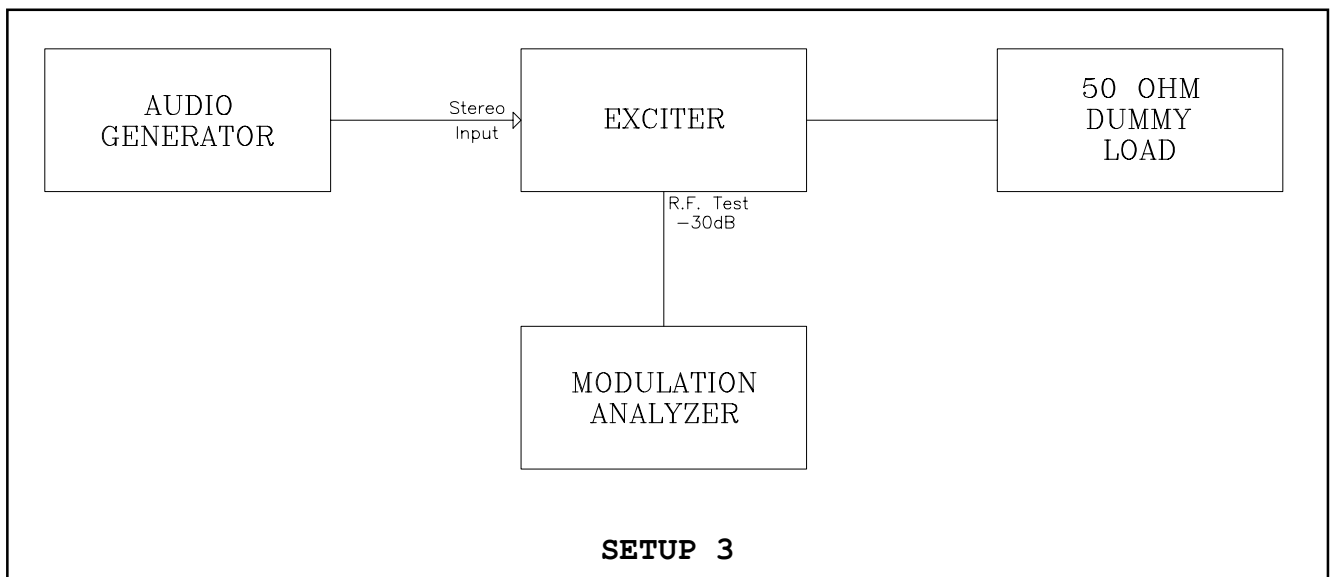 AUDIO
GENERATOR
Stereo
Input
EXCITER
50 OHM
DUMMY
LOAD
R.F. Test
-30dB
MODULATION
ANALYZER
SETUP 3